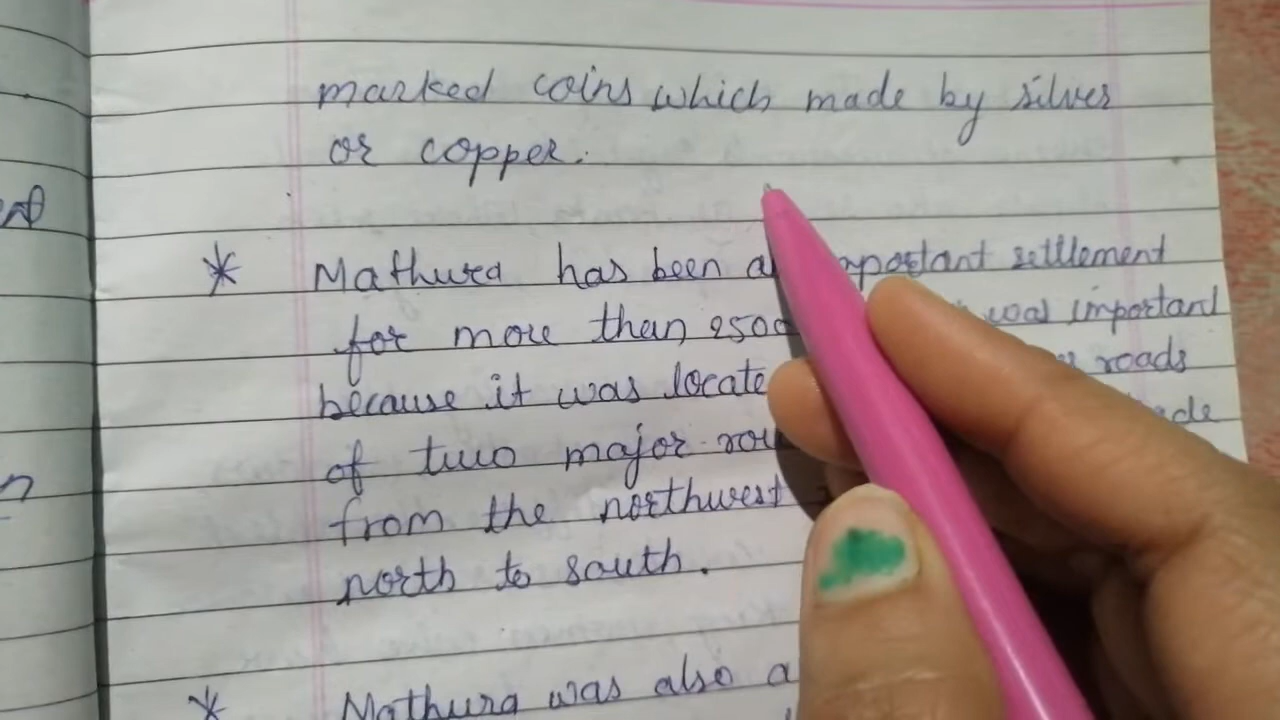 marked coins which made by silver
or copper.
* Mathura has been important settlement
for more than 2500 was important
because it was roads
of two major
from the northwest
north to south.
* Mathura was also a